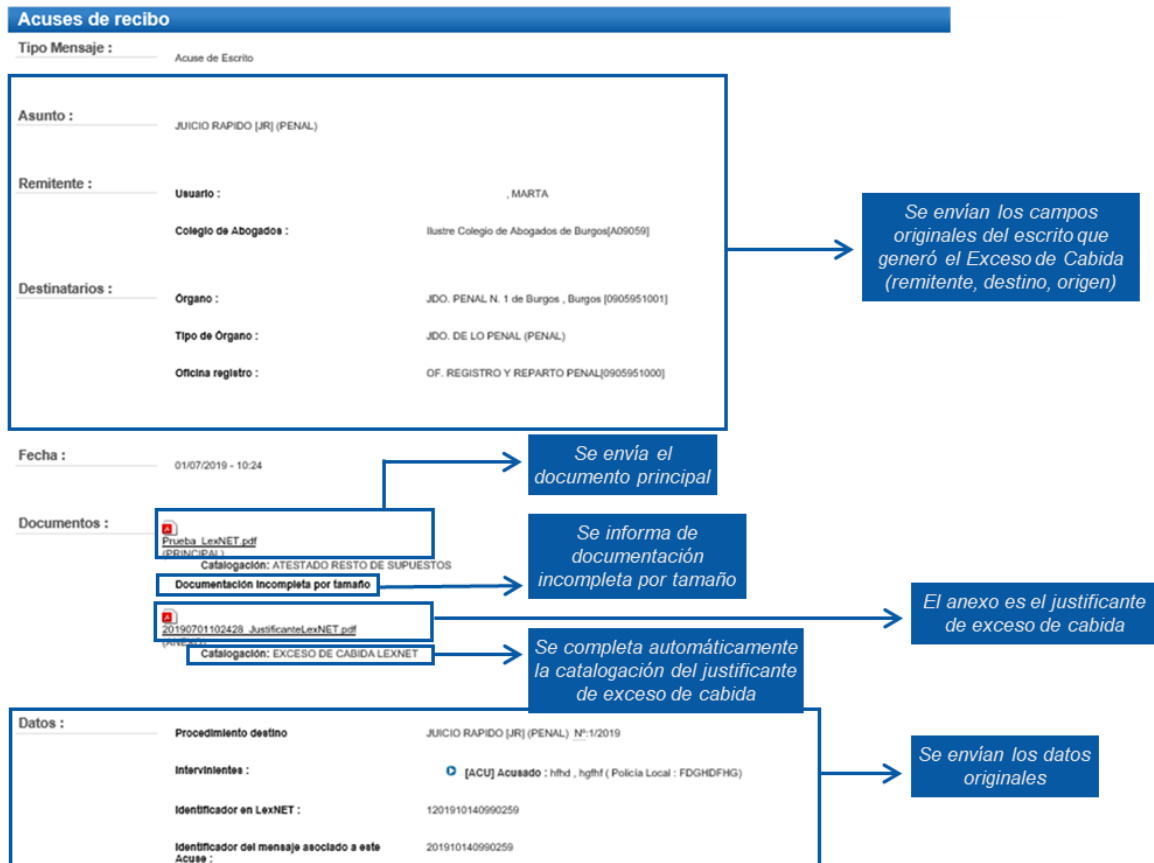 Acuses de recibo
Tipo Mensaje :
Acuse de Escrito
Asunto :
JUICIO RAPIDO [JR] (PENAL)
Remitente :
Usuario :
, MARTA
Colegio de Abogados :
Ilustre Colegio de Abogados de Burgos[A09059]
Se envían los campos
originales del escrito que
generó el Exceso de Cabida
(remitente, destino, origen)
Destinatarios :
Órgano :
JDO. PENAL N. 1 de Burgos , Burgos [0905951001]
Tipo de Órgano :
JDO. DE LO PENAL (PENAL)
Oficina registro :
OF. REGISTRO Y REPARTO PENAL[0905951000]
Fecha :
01/07/2019 - 10:24
Se envía el
documento principal
Documentos :
Prueba_LexNET.pdf
(PRINCIPAL)
Catalogación: ATESTADO RESTO DE SUPUESTOS
Documentación Incompleta por tamaño
Se informa de
documentación
incompleta por tamaño
20190701102428_JustificanteLexNET.pdf
(ANEXO)
Catalogación: EXCESO DE CABIDA LEXNET
El anexo es el justificante
de exceso de cabida
Se completa automáticamente
la catalogación del justificante
de exceso de cabida
Datos :
Procedimiento destino
JUICIO RAPIDO [JR] (PENAL) Nº:1/2019
Intervinientes :
[ACU] Acusado : hfhd , hgfhf ( Policía Local : FDGHDFHG)
Se envían los datos
originales
Identificador en LexNET :
1201910140990259
Identificador del mensaje asociado a este
Acuse :
201910140990259